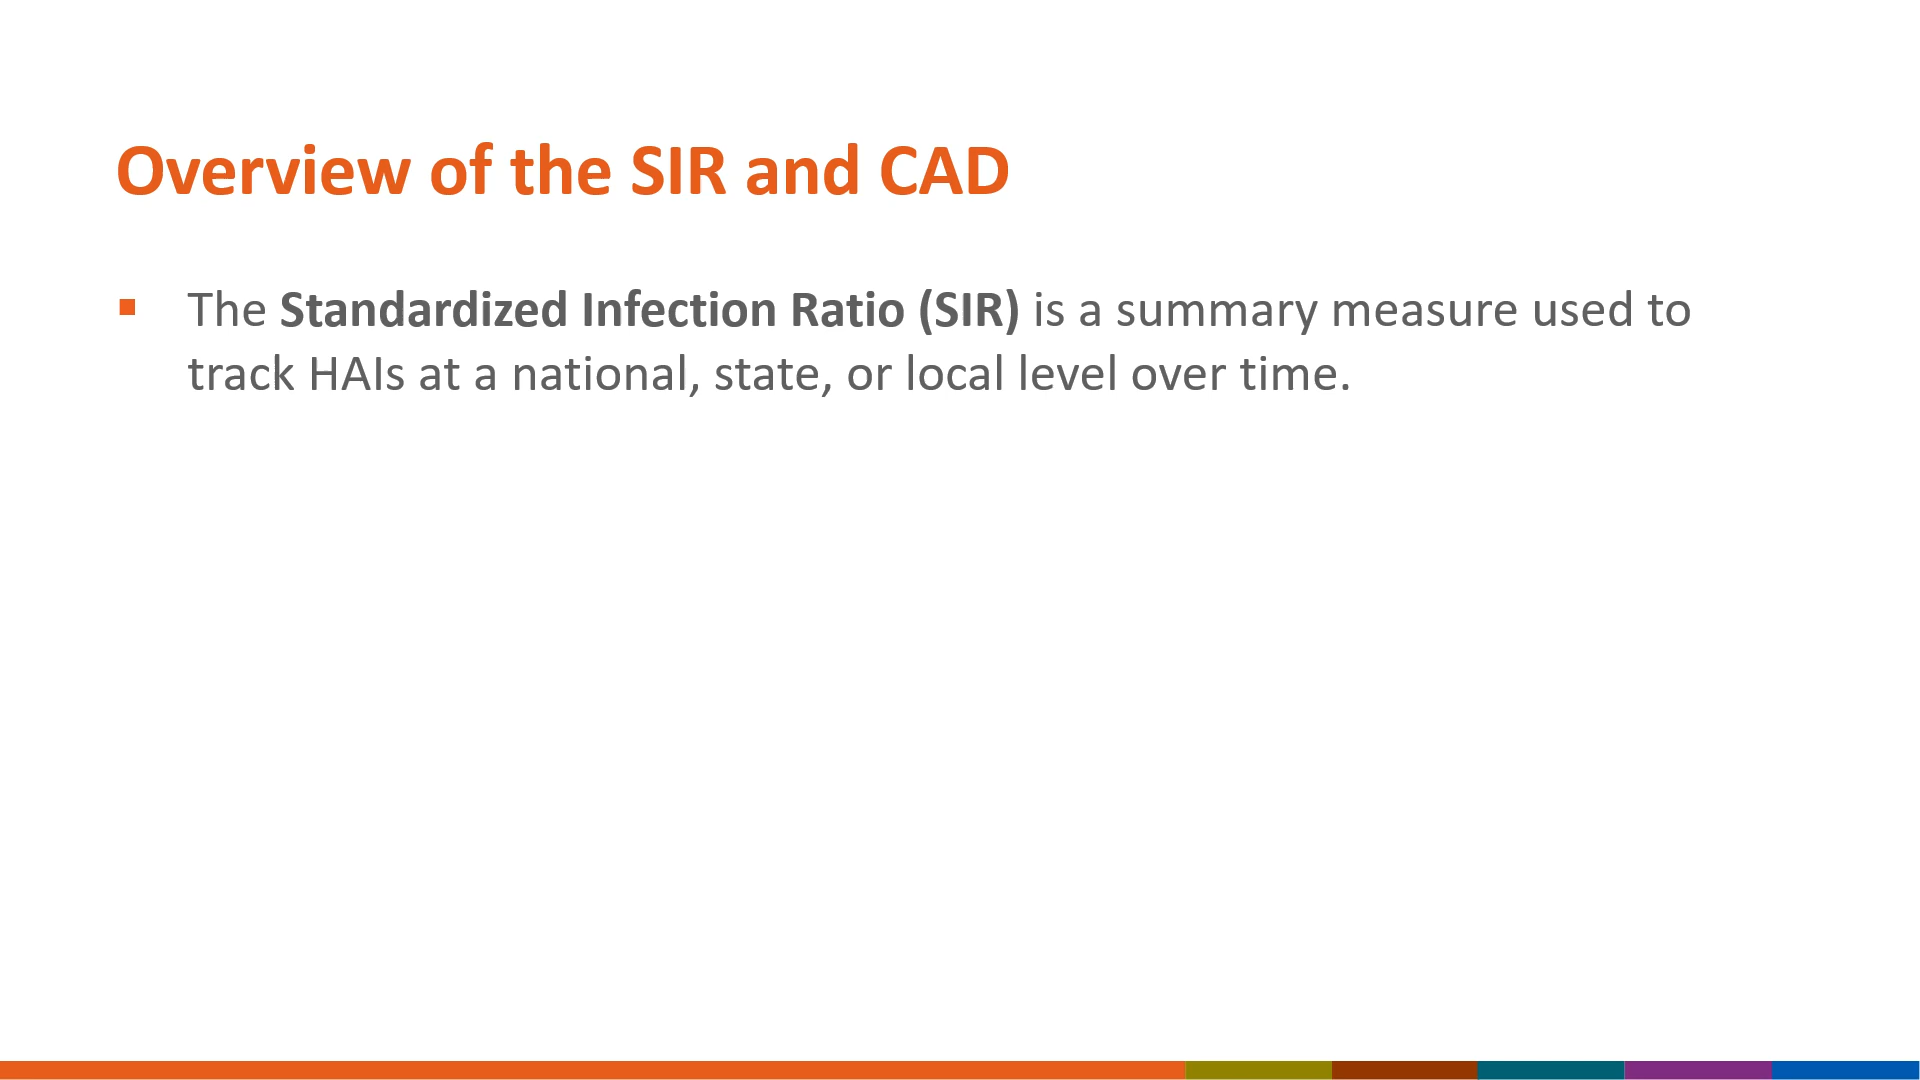 Overview of the SIR and CAD
▪ The Standardized Infection Ratio (SIR) is a summary measure used to
track HAIs at a national, state, or local level over time.